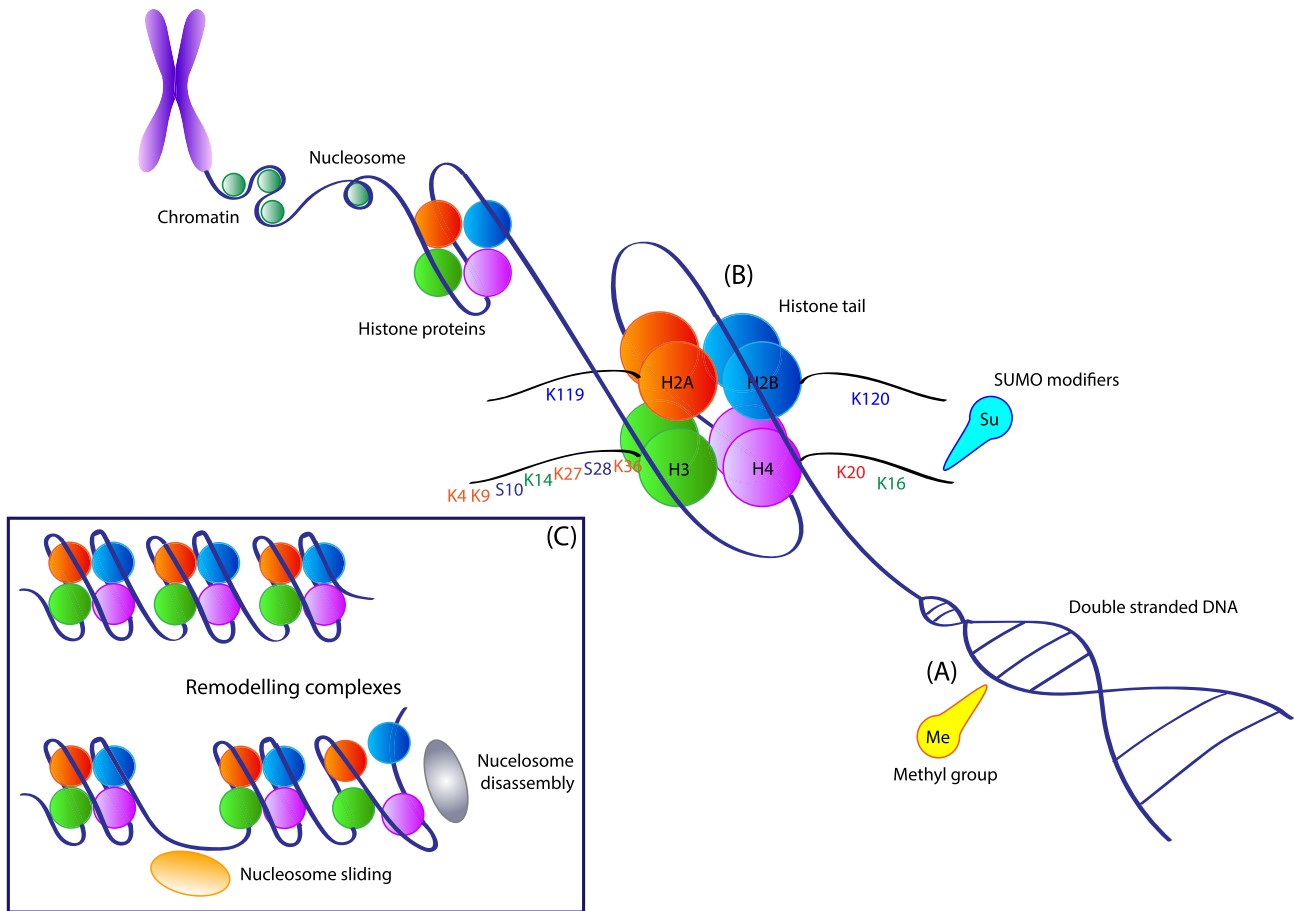 Nucleosome
Chromatin
Histone proteins
(B)
Histone tail
H2A
H2B
K119
K120
SUMO modifiers
Su
H3
H4
K4 K9 S10 K14 K27 S28 K36
K20 K16
Double stranded DNA
(A)
Me
Methyl group
(C)
Remodelling complexes
Nucelosome
disassembly
Nucleosome sliding